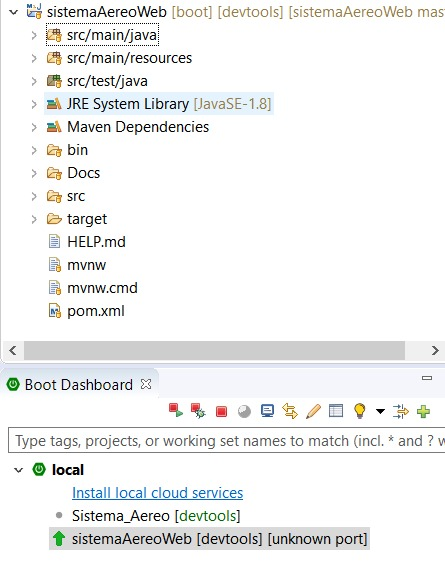 sistemaAereoWeb [boot] [devtools] [sistemaAereoWeb mas
src/main/java
src/main/resources
src/test/java
JRE System Library [JavaSE-1.8]
Maven Dependencies
bin
Docs
src
target
HELP.md
mvnw
mvnw.cmd
pom.xml
Boot Dashboard
Type tags, projects, or working set names to match (incl. * and ? w
local
Install local cloud services
Sistema_Aereo [devtools]
sistemaAereoWeb [devtools] [unknown port]